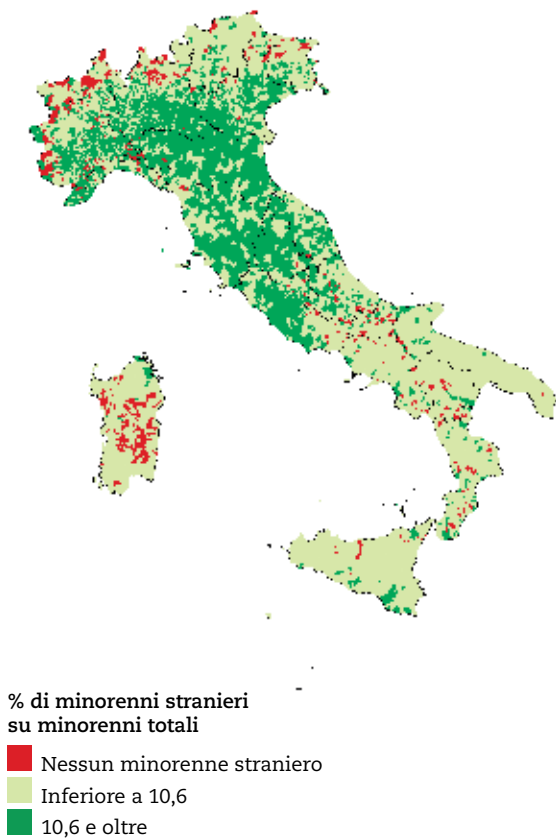 % di minorenni stranieri
su minorenni totali
Nessun minorenne straniero
Inferiore a 10,6
10,6 e oltre